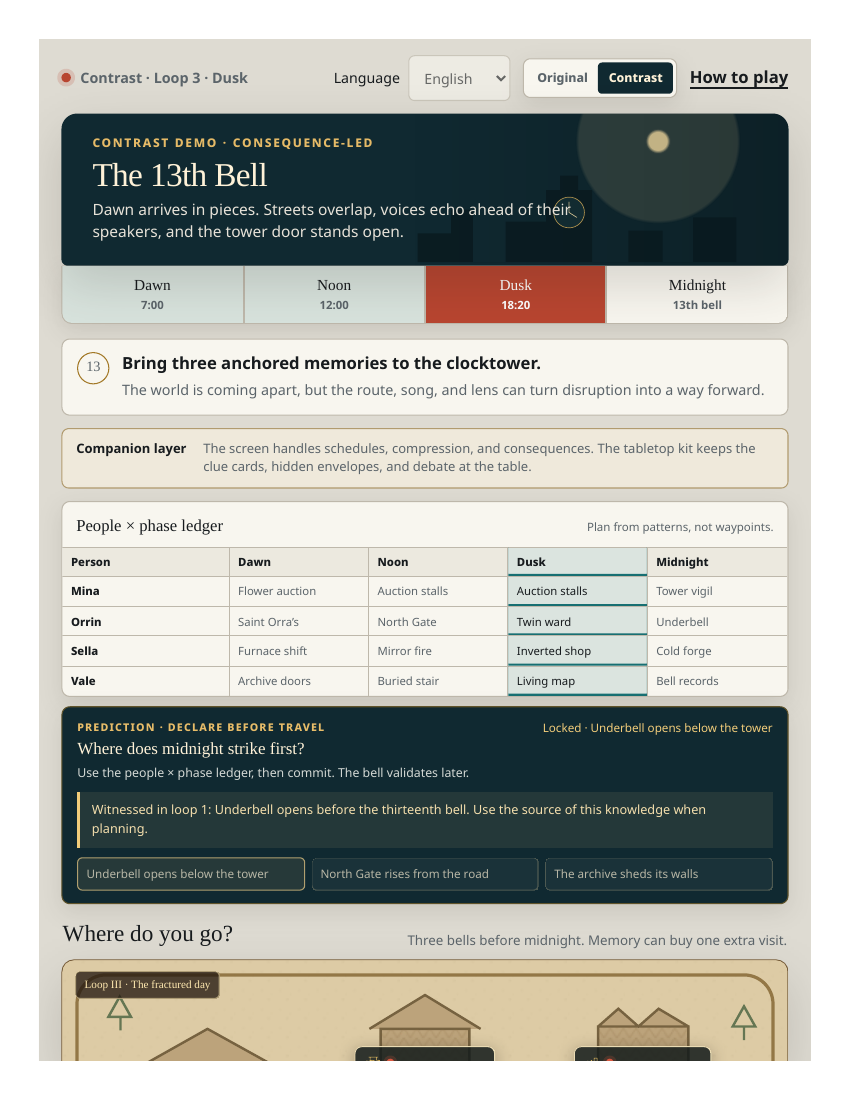 Contrast · Loop 3 · Dusk
Language
English
Original
Contrast
How to play
CONTRAST DEMO · CONSEQUENCE-LED
The 13th Bell
Dawn arrives in pieces. Streets overlap, voices echo ahead of their
speakers, and the tower door stands open.
Dawn
7:00
Noon
12:00
Dusk
18:20
Midnight
13th bell
13
Bring three anchored memories to the clocktower.
The world is coming apart, but the route, song, and lens can turn disruption into a way forward.
Companion layer
The screen handles schedules, compression, and consequences. The tabletop kit keeps the
clue cards, hidden envelopes, and debate at the table.
People × phase ledger
Plan from patterns, not waypoints.
Person Dawn Noon Dusk Midnight
Mina Flower auction Auction stalls Auction stalls Tower vigil
Orrin Saint Orra’s North Gate Twin ward Underbell
Sella Furnace shift Mirror fire Inverted shop Cold forge
Vale Archive doors Buried stair Living map Bell records
PREDICTION · DECLARE BEFORE TRAVEL
Locked · Underbell opens below the tower
Where does midnight strike first?
Use the people × phase ledger, then commit. The bell validates later.
Witnessed in loop 1: Underbell opens before the thirteenth bell. Use the source of this knowledge when
planning.
Underbell opens below the tower
North Gate rises from the road
The archive sheds its walls
Where do you go?
Three bells before midnight. Memory can buy one extra visit.
Loop III · The fractured day